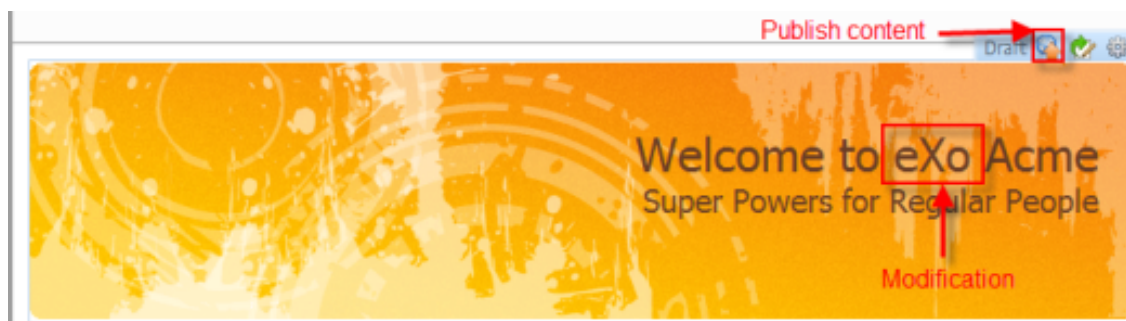 Publish content
Draft
Welcome to eXo Acme
Super Powers for Regular People
Modification